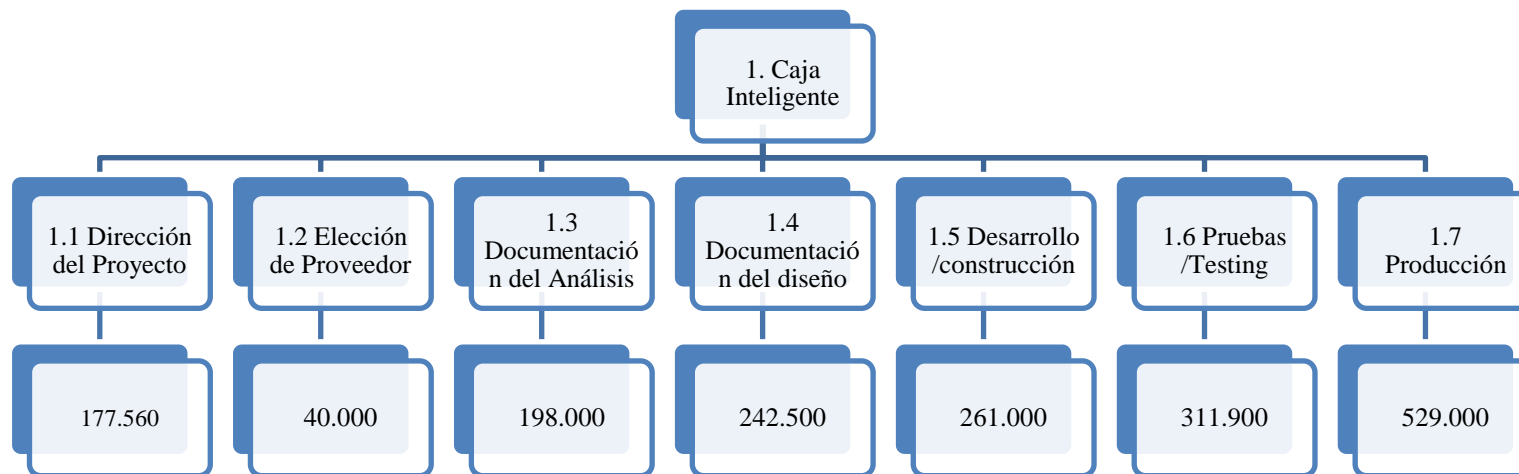 1. Caja
Inteligente
1.1 Dirección
del Proyecto
1.2 Elección
de Proveedor
1.3
Documentació
n del Análisis
1.4
Documentació
n del diseño
1.5 Desarrollo
/construcción
1.6 Pruebas
/Testing
1.7
Producción
177.560
40.000
198.000
242.500
261.000
311.900
529.000